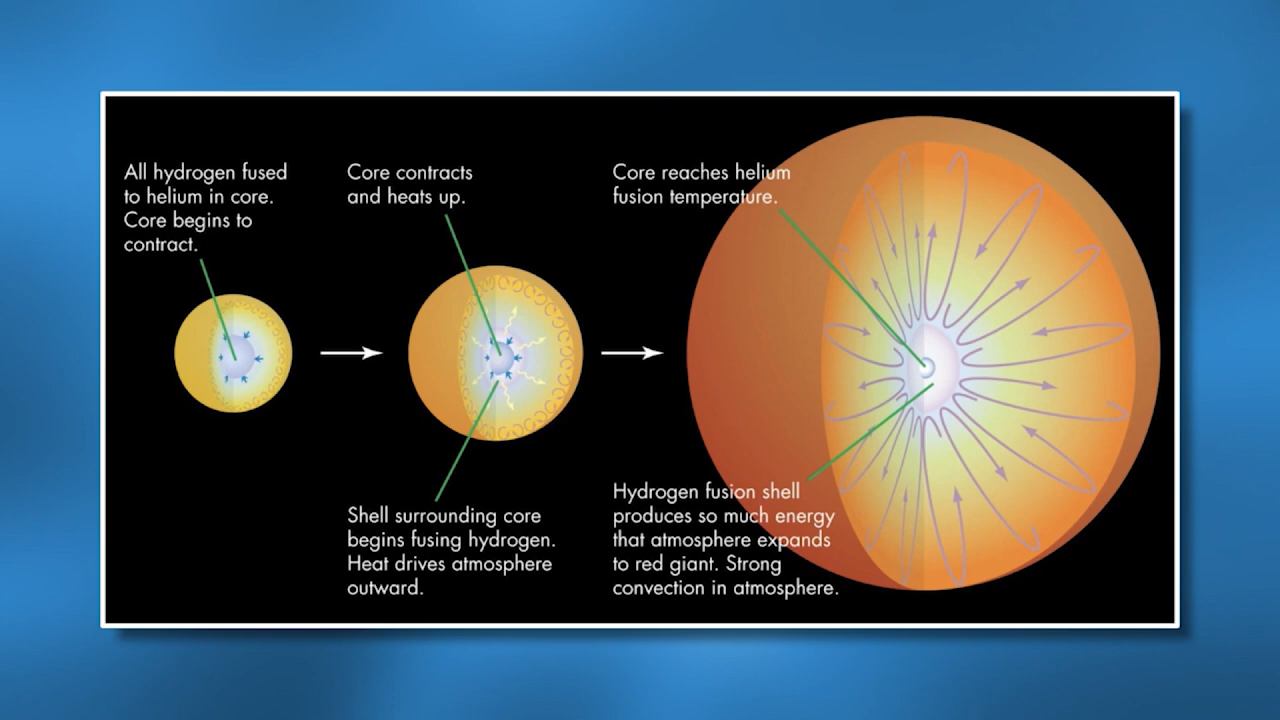 All hydrogen fused
to helium in core.
Core begins to
contract.
Core contracts
and heats up.
Shell surrounding core
begins fusing hydrogen.
Heat drives atmosphere
outward.
Core reaches helium
fusion temperature.
Hydrogen fusion shell
produces so much energy
that atmosphere expands
to red giant. Strong
convection in atmosphere.